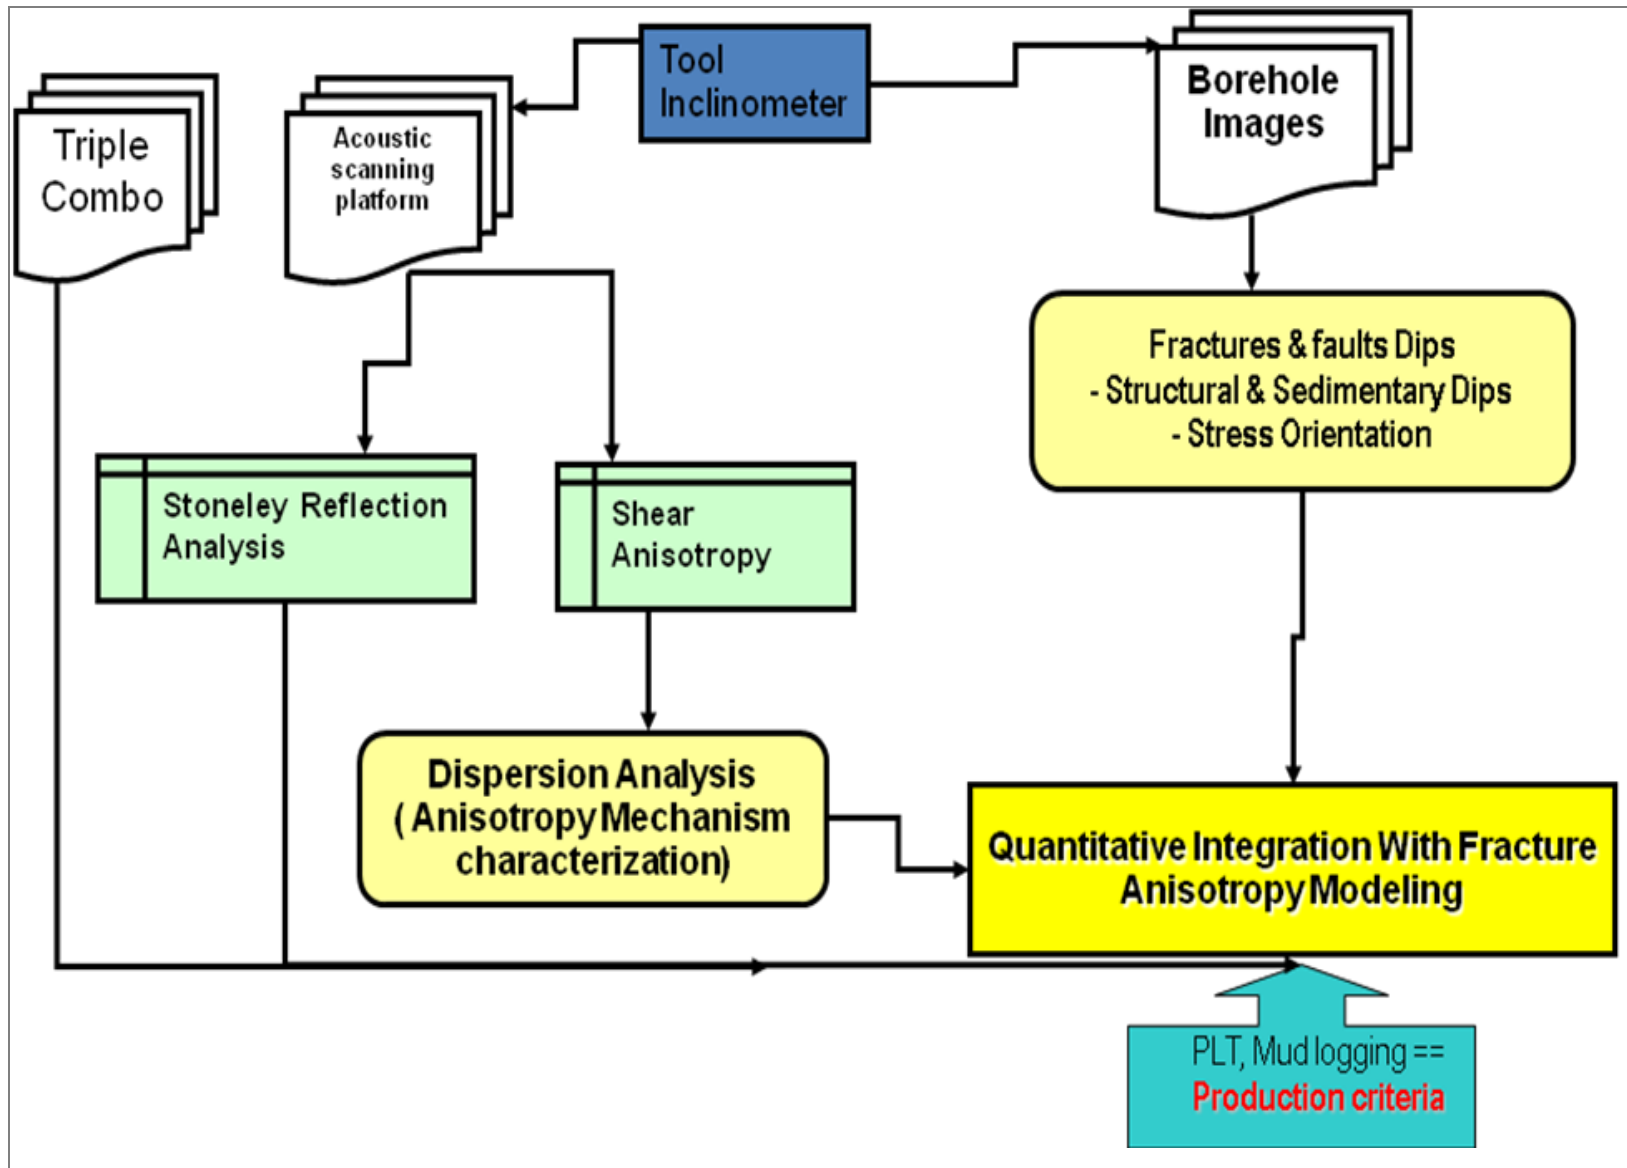 Tool
Inclinometer
Borehole
Images
Triple
Combo
Acoustic
scanning
platform
Fractures & faults Dips
- Structural & Sedimentary Dips
- Stress Orientation
Stoneley Reflection
Analysis
Shear
Anisotropy
Dispersion Analysis
( Anisotropy Mechanism
characterization)
Quantitative Integration With Fracture
Anisotropy Modeling
PLT, Mud logging ==
Production criteria